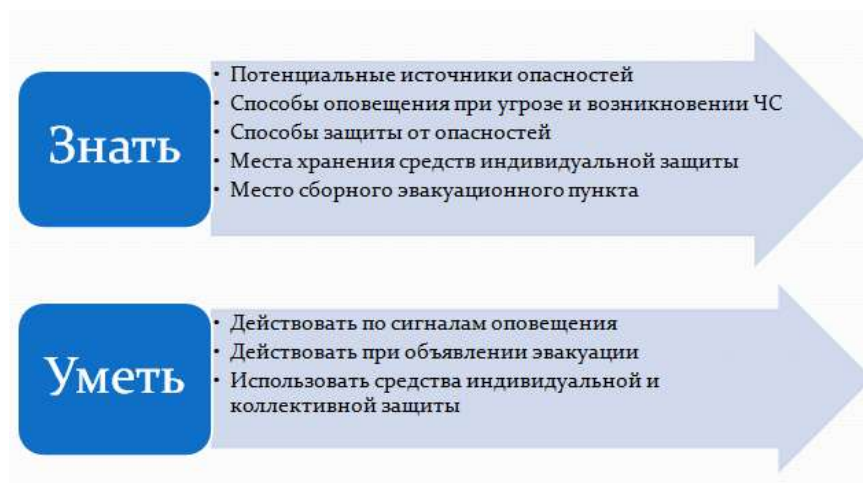 Знать
• Потенциальные источники опасностей
• Способы оповещения при угрозе и возникновении ЧС
• Способы защиты от опасностей
• Места хранения средств индивидуальной защиты
• Место сборного эвакуационного пункта
Уметь
• Действовать по сигналам оповещения
• Действовать при объявлении эвакуации
• Использовать средства индивидуальной и
коллективной защиты